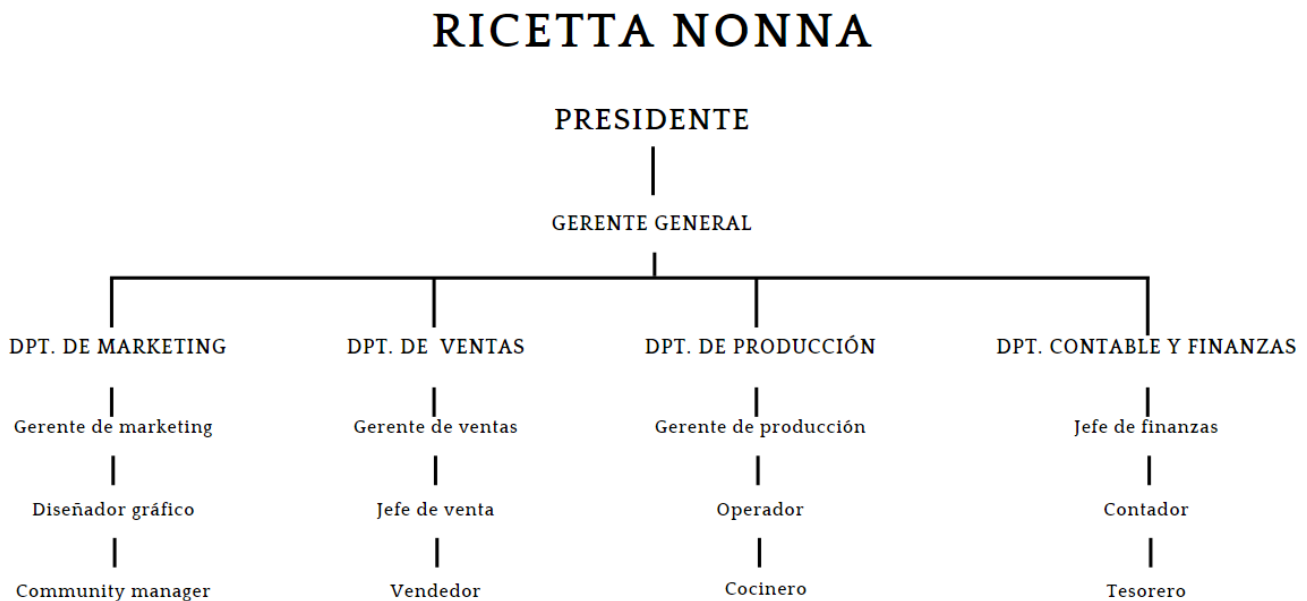 RICETTA NONNA
PRESIDENTE
GERENTE GENERAL
DPT. DE MARKETING
DPT. DE VENTAS
DPT. DE PRODUCCIÓN
DPT. CONTABLE Y FINANZAS
Gerente de marketing
Gerente de ventas
Gerente de producción
Jefe de finanzas
Diseñador gráfico
Jefe de venta
Operador
Contador
Community manager
Vendedor
Cocinero
Tesorero